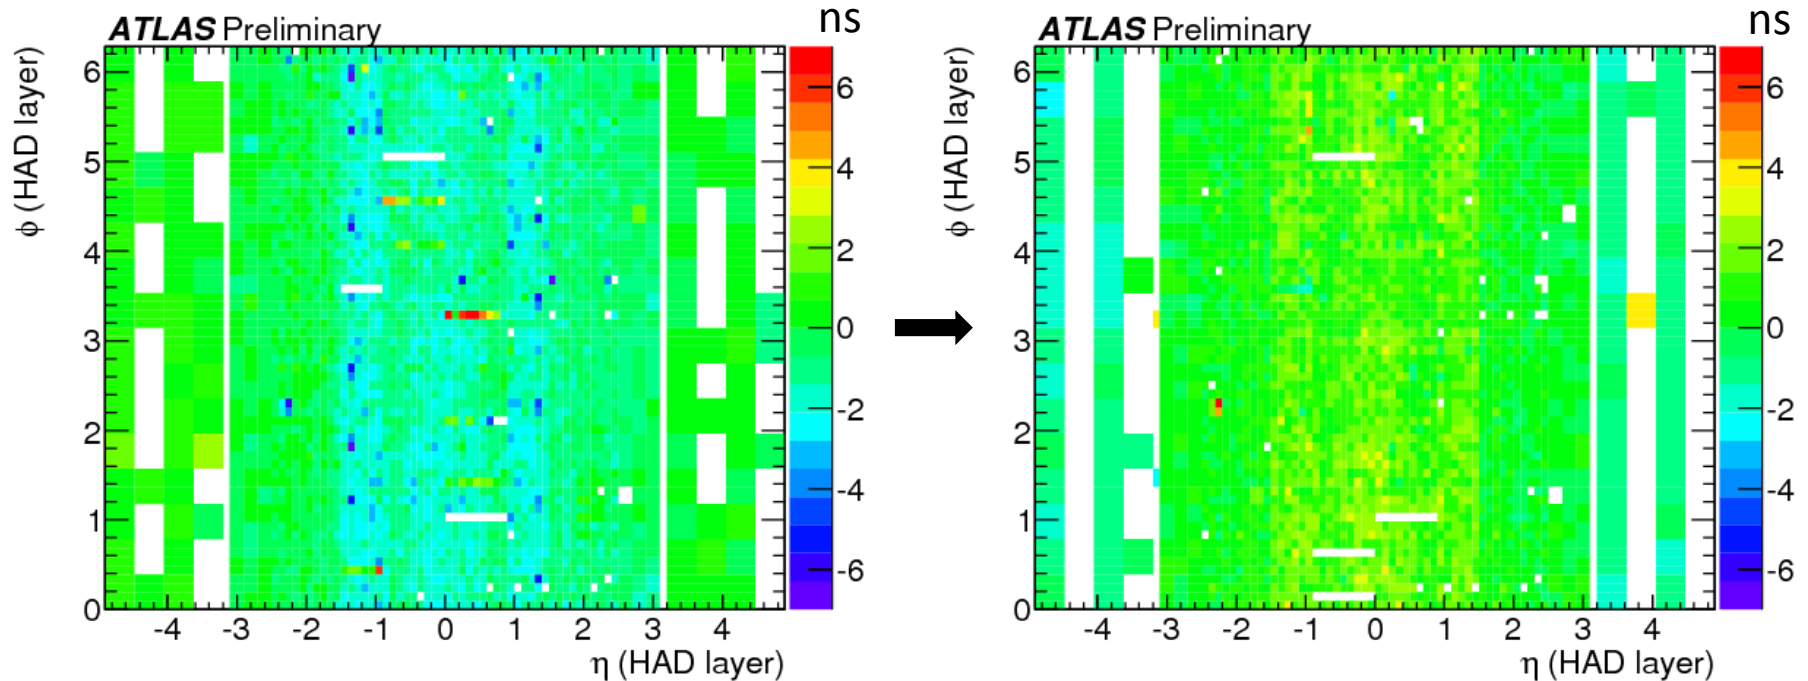 ATLAS Preliminary
ns
ϕ (HAD layer)
6
5
4
3
2
1
0
-4 -3 -2 -1 0 1 2 3 4
η (HAD layer)
6
4
2
0
-2
-4
-6
ATLAS Preliminary
ns
ϕ (HAD layer)
6
5
4
3
2
1
0
-4 -3 -2 -1 0 1 2 3 4
η (HAD layer)
6
4
2
0
-2
-4
-6